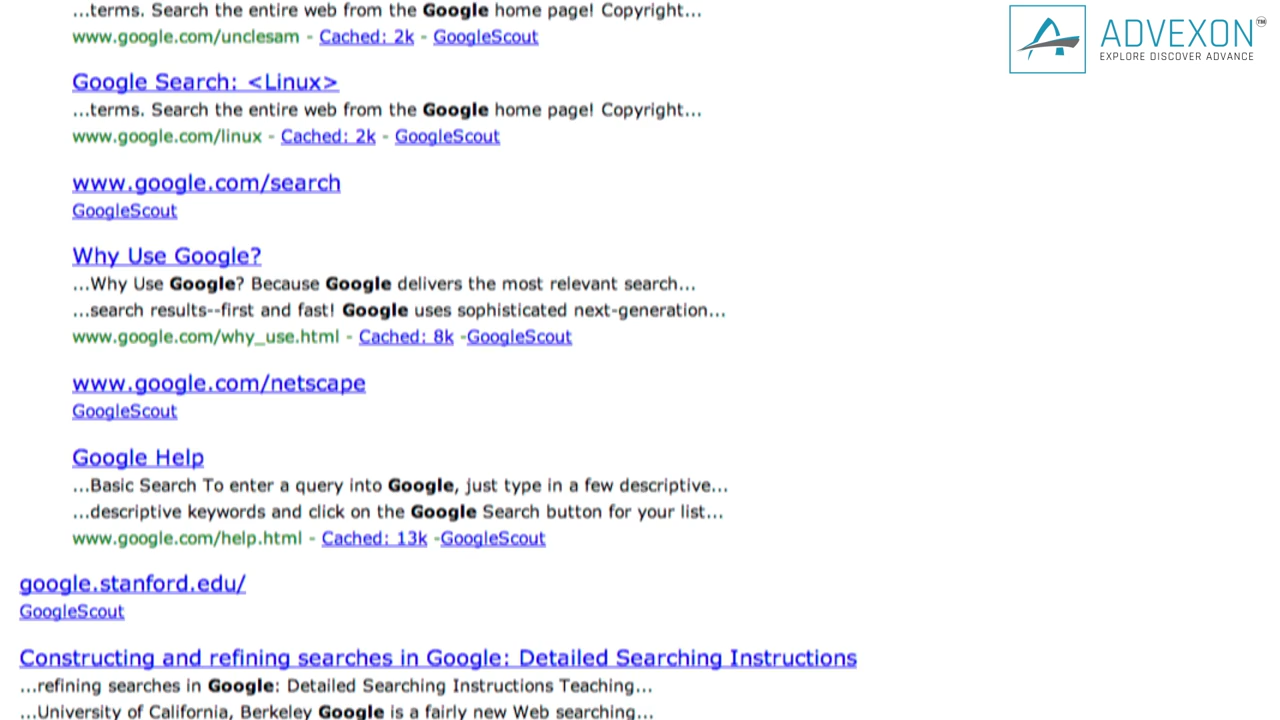 ...terms. Search the entire web from the Google home page! Copyright...
www.google.com/unclesam - Cached: 2k - GoogleScout
ADVEXON™
EXPLORE DISCOVER ADVANCE
Google Search: <Linux>
...terms. Search the entire web from the Google home page! Copyright...
www.google.com/linux - Cached: 2k - GoogleScout
www.google.com/search
GoogleScout
Why Use Google?
...Why Use Google? Because Google delivers the most relevant search...
...search results--first and fast! Google uses sophisticated next-generation...
www.google.com/why_use.html - Cached: 8k -GoogleScout
www.google.com/netscape
GoogleScout
Google Help
...Basic Search To enter a query into Google, just type in a few descriptive...
...descriptive keywords and click on the Google Search button for your list...
www.google.com/help.html - Cached: 13k -GoogleScout
google.stanford.edu/
GoogleScout
Constructing and refining searches in Google: Detailed Searching Instructions
...refining searches in Google: Detailed Searching Instructions Teaching...
...University of California, Berkeley Google is a fairly new Web searching...